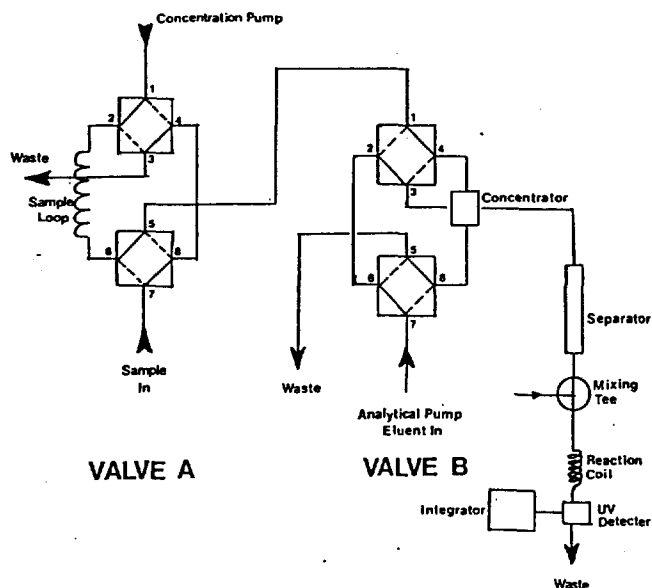 Concentration Pump
1
2
4
3
Waste
Sample
Loop
5
6
8
7
Sample
In
VALVE A
1
2
4
3
Concentrator
5
6
8
7
Waste
Analytical Pump
Eluent In
VALVE B
Separator
Mixing
Tee
Reaction
Coil
Integrator
UV
Detecter
Waste